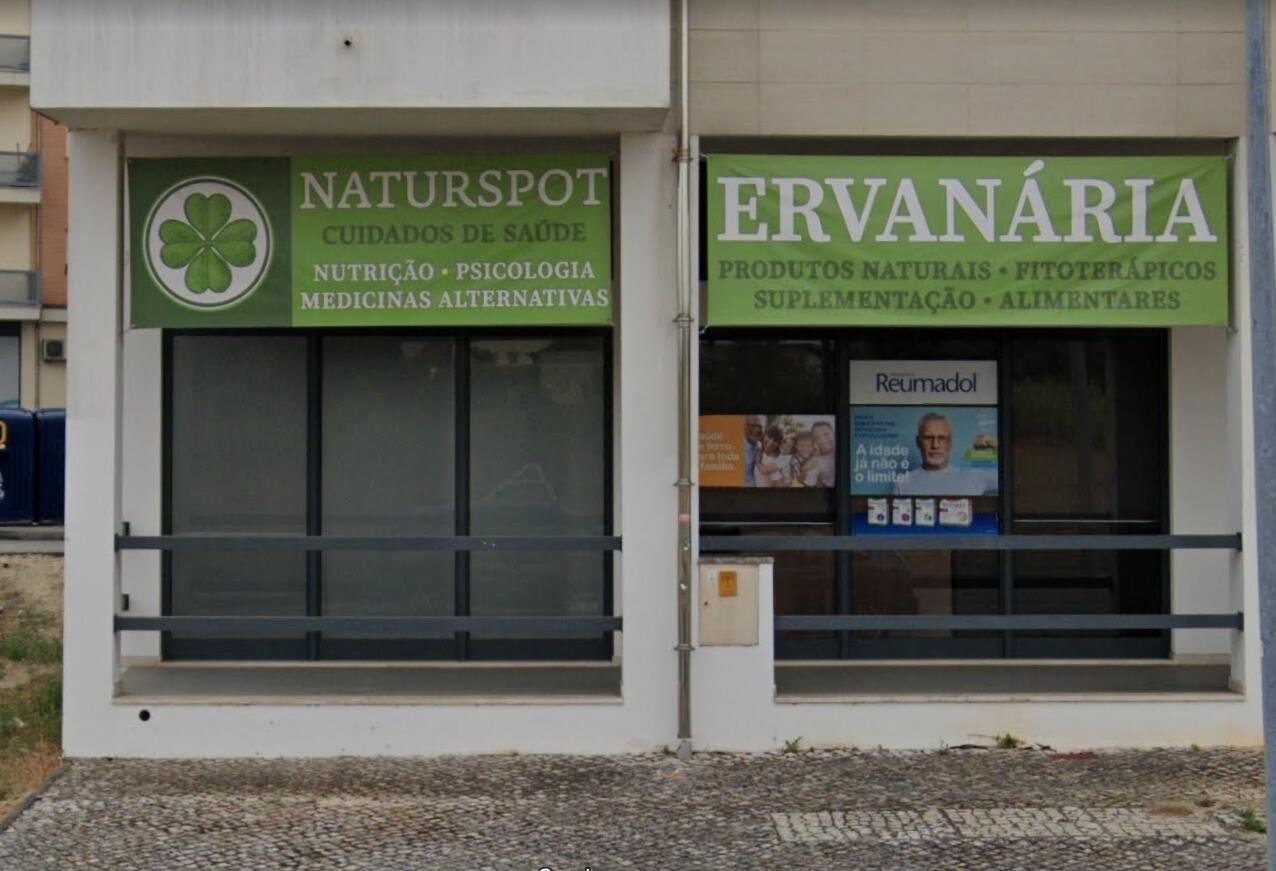 NATURSPOT
CUIDADOS DE SAÚDE
NUTRIÇÃO • PSICOLOGIA
MEDICINAS ALTERNATIVAS
ERVANÁRIA
PRODUTOS NATURAIS • FITOTERÁPICOS
SUPLEMENTAÇÃO • ALIMENTARES
Reumadol
A idade
já não é
o limite!